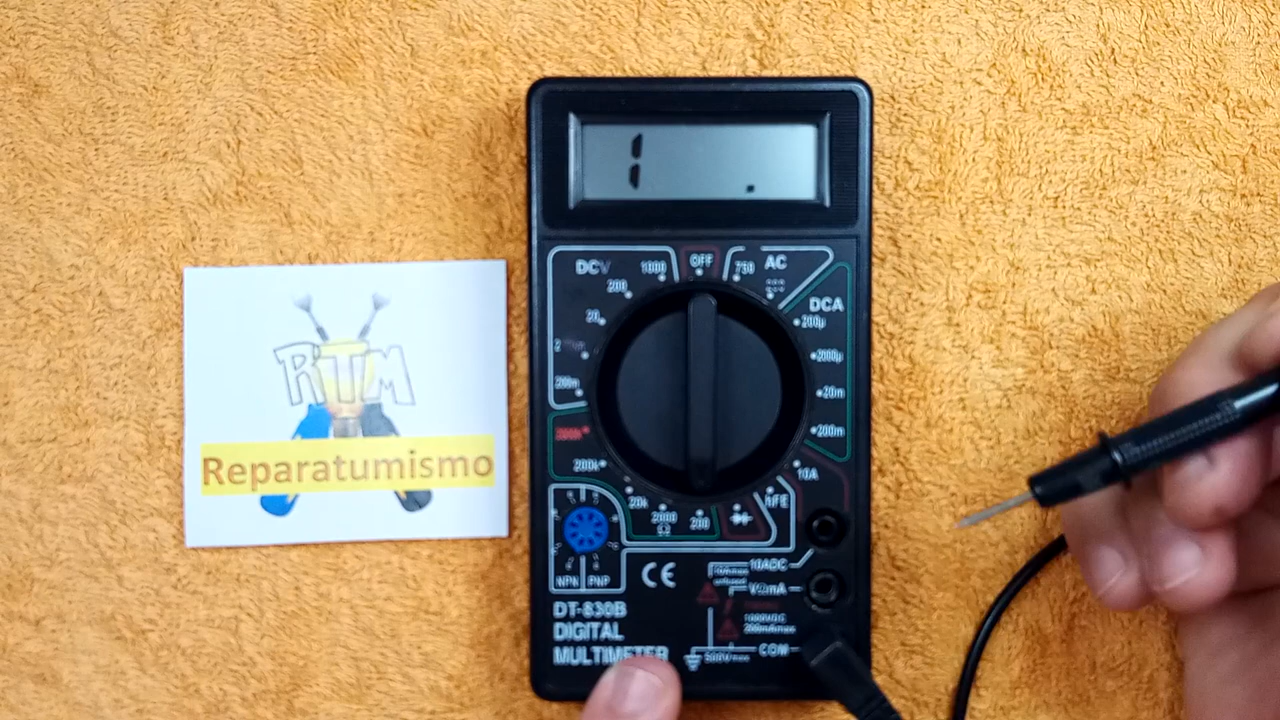 1 .
RTM
Reparatumismo
OFF
DCV
1000
750
AC
200
20
200m
DCA
200µ
2000µ
20m
200m
10A
200k
20k
2000
Ω
200
hFE
NPN
PNP
CE
10ADC
VΩmA
COM
DT-830B
DIGITAL
MULTIMETER